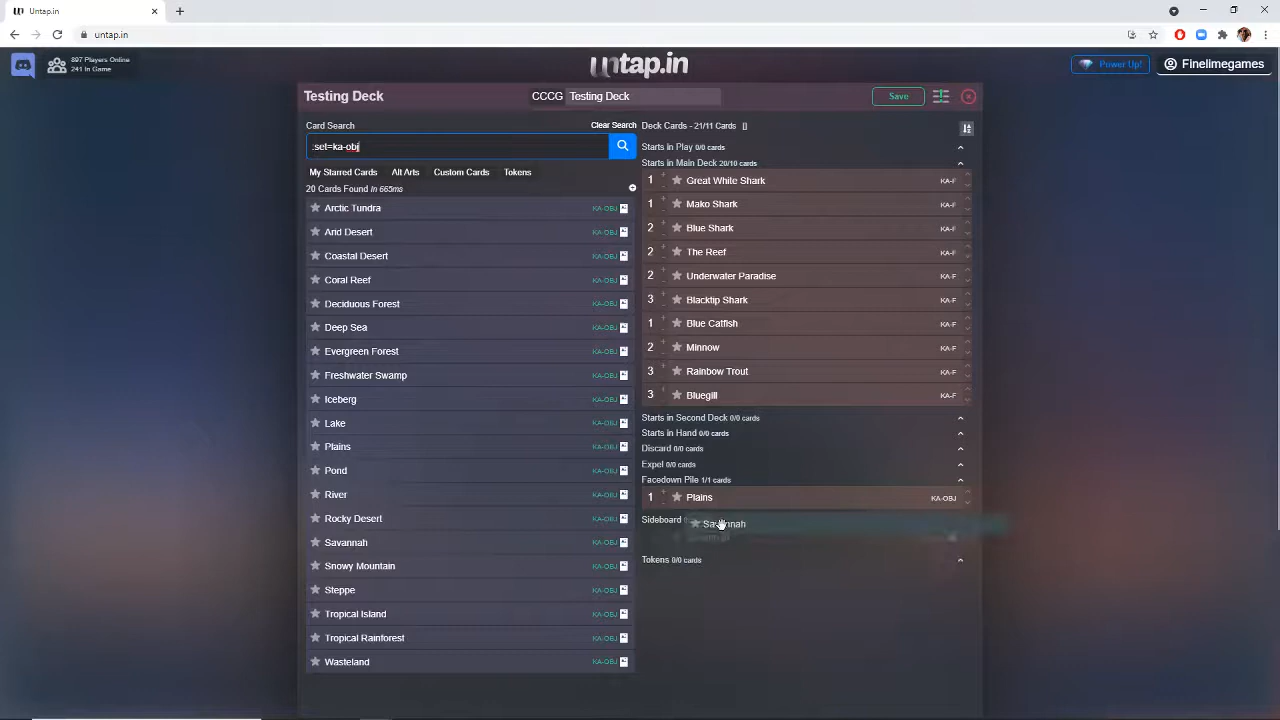 Untap.in
untap.in
897 Players Online
241 In Game
untap.in
Power Up!
Finelimegames
Testing Deck
CCCG
Testing Deck
Save
Card Search
Clear Search
:set=ka-obj
My Starred Cards
Alt Arts
Custom Cards
Tokens
20 Cards Found in 665ms
Arctic Tundra KA-OBJ
Arid Desert KA-OBJ
Coastal Desert KA-OBJ
Coral Reef KA-OBJ
Deciduous Forest KA-OBJ
Deep Sea KA-OBJ
Evergreen Forest KA-OBJ
Freshwater Swamp KA-OBJ
Iceberg KA-OBJ
Lake KA-OBJ
Plains KA-OBJ
Pond KA-OBJ
River KA-OBJ
Rocky Desert KA-OBJ
Savannah KA-OBJ
Snowy Mountain KA-OBJ
Steppe KA-OBJ
Tropical Island KA-OBJ
Tropical Rainforest KA-OBJ
Wasteland KA-OBJ
Deck Cards - 21/11 Cards []
Starts in Play 0/0 cards
Starts in Main Deck 20/10 cards
1 Great White Shark KA-F
1 Mako Shark KA-F
2 Blue Shark KA-F
2 The Reef KA-F
2 Underwater Paradise KA-F
3 Blacktip Shark KA-F
1 Blue Catfish KA-F
2 Minnow KA-F
3 Rainbow Trout KA-F
3 Bluegill KA-F
Starts in Second Deck 0/0 cards
Starts in Hand 0/0 cards
Discard 0/0 cards
Expel 0/0 cards
Facedown Pile 1/1 cards
1 Plains KA-OBJ
Sideboard
Savannah
Tokens 0/0 cards